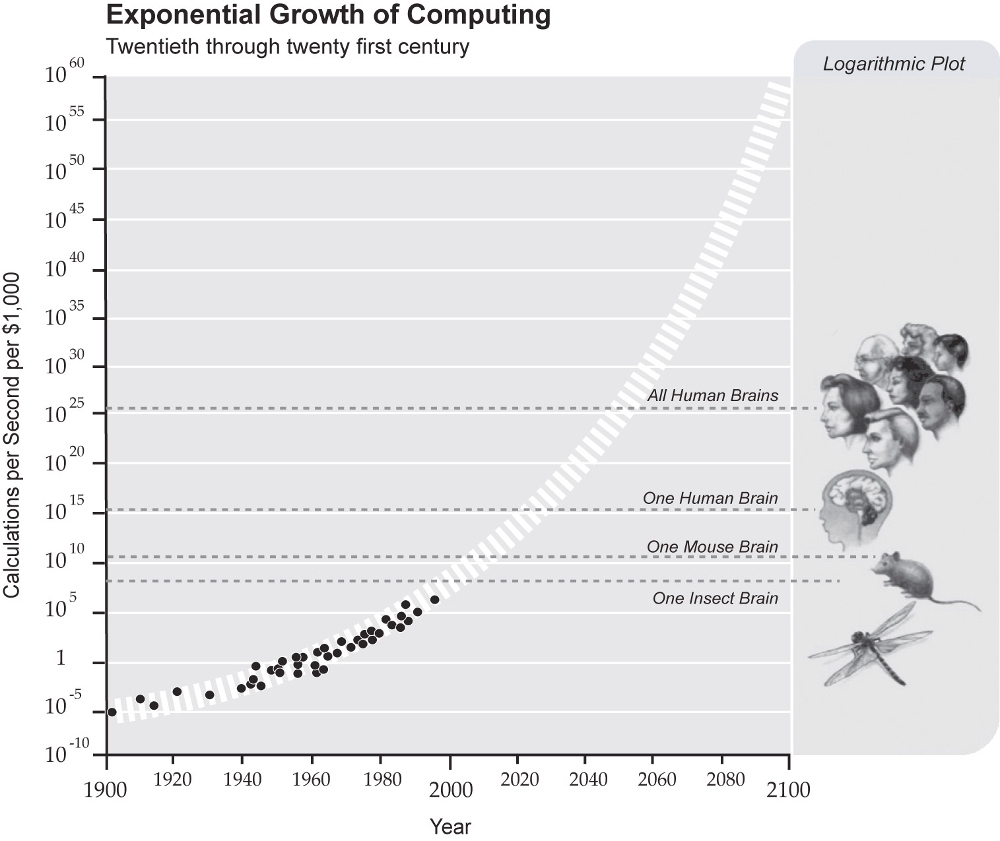 Exponential Growth of Computing
Twentieth through twenty first century
Logarithmic Plot
Calculations per Second per $1,000
10^60
10^55
10^50
10^45
10^40
10^35
10^30
10^25
10^20
10^15
10^10
10^5
1
10^-5
10^-10
All Human Brains
One Human Brain
One Mouse Brain
One Insect Brain
1900 1920 1940 1960 1980 2000 2020 2040 2060 2080 2100
Year